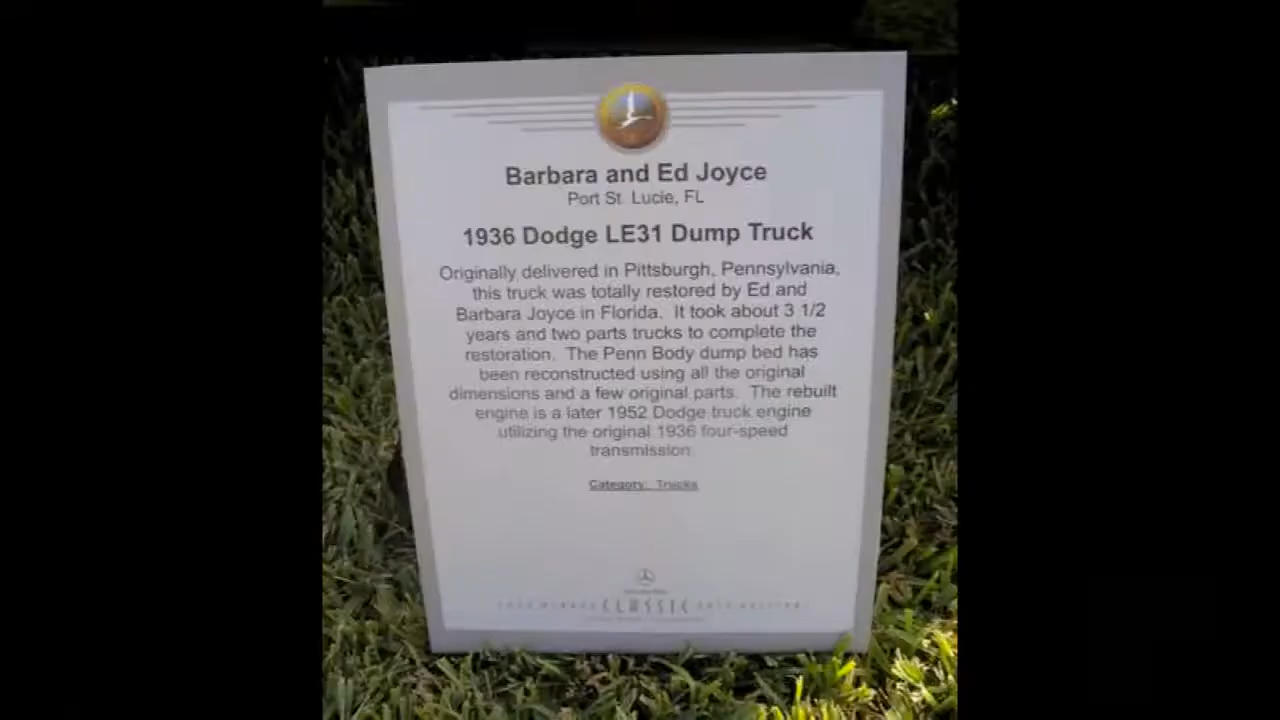 Barbara and Ed Joyce
Port St. Lucie, FL
1936 Dodge LE31 Dump Truck
Originally delivered in Pittsburgh, Pennsylvania,
this truck was totally restored by Ed and
Barbara Joyce in Florida. It took about 3 1/2
years and two parts trucks to complete the
restoration. The Penn Body dump bed has
been reconstructed using all the original
dimensions and a few original parts. The rebuilt
engine is a later 1952 Dodge truck engine
utilizing the original 1936 four-speed
transmission.
Category: Trucks
CLASSIC